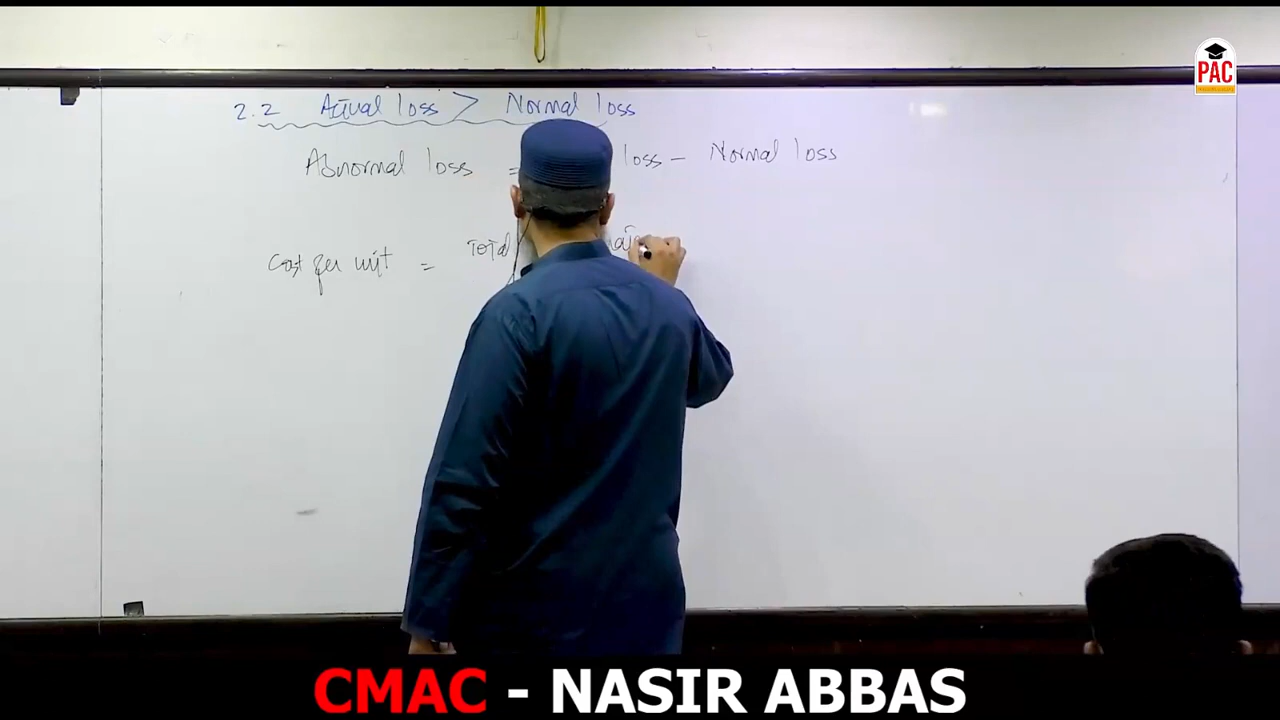 PAC
2.2 Actual loss > Normal loss
Abnormal loss = loss - Normal loss
Cost per unit = Total
CMAC - NASIR ABBAS